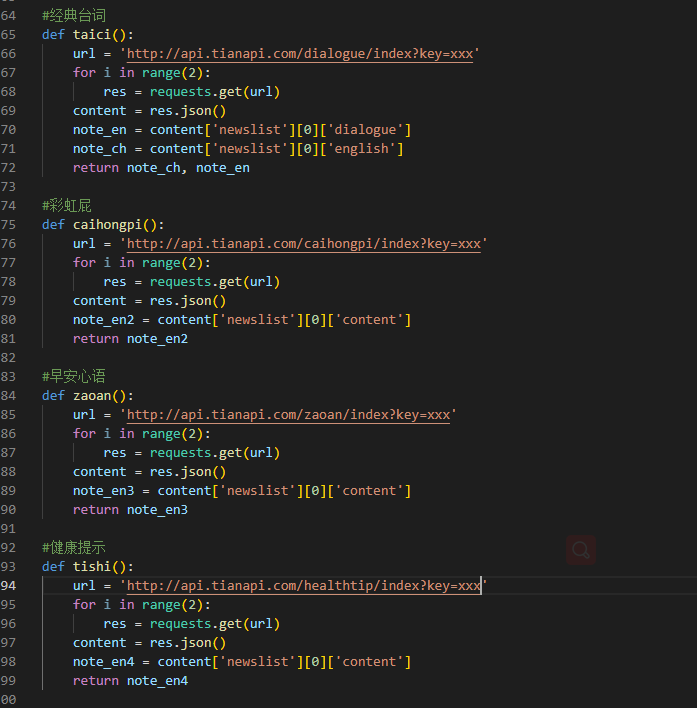 64 #经典台词
65 def taici():
66     url = 'http://api.tianapi.com/dialogue/index?key=xxx'
67     for i in range(2):
68         res = requests.get(url)
69     content = res.json()
70     note_en = content['newslist'][0]['dialogue']
71     note_ch = content['newslist'][0]['english']
72     return note_ch, note_en
73
74 #彩虹屁
75 def caihongpi():
76     url = 'http://api.tianapi.com/caihongpi/index?key=xxx'
77     for i in range(2):
78         res = requests.get(url)
79     content = res.json()
80     note_en2 = content['newslist'][0]['content']
81     return note_en2
82
83 #早安心语
84 def zaoan():
85     url = 'http://api.tianapi.com/zaoan/index?key=xxx'
86     for i in range(2):
87         res = requests.get(url)
88     content = res.json()
89     note_en3 = content['newslist'][0]['content']
90     return note_en3
91
92 #健康提示
93 def tishi():
94     url = 'http://api.tianapi.com/healthtip/index?key=xxx'
95     for i in range(2):
96         res = requests.get(url)
97     content = res.json()
98     note_en4 = content['newslist'][0]['content']
99     return note_en4
00